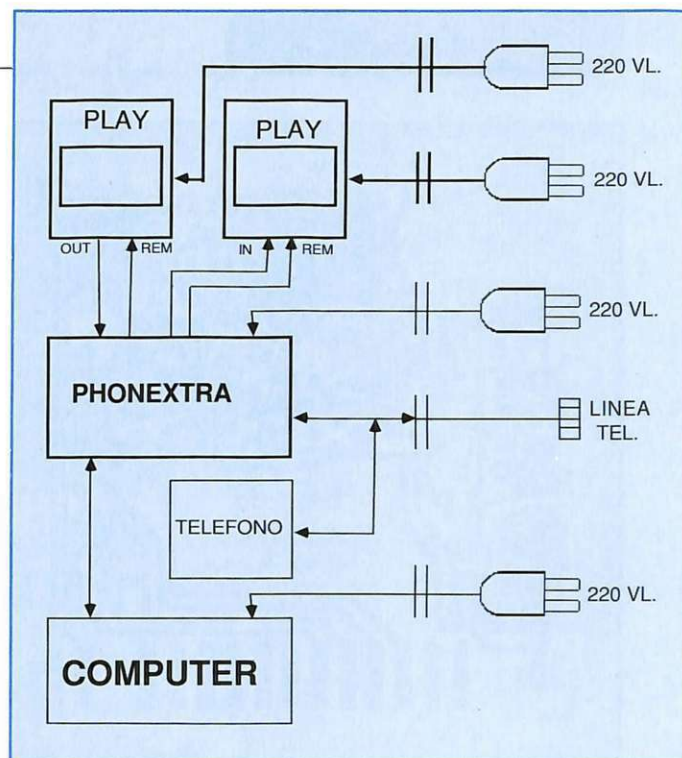 220 VL.
PLAY
PLAY
220 VL.
OUT
REM
IN
REM
220 VL.
PHONEXTRA
LINEA
TEL.
TELEFONO
220 VL.
COMPUTER